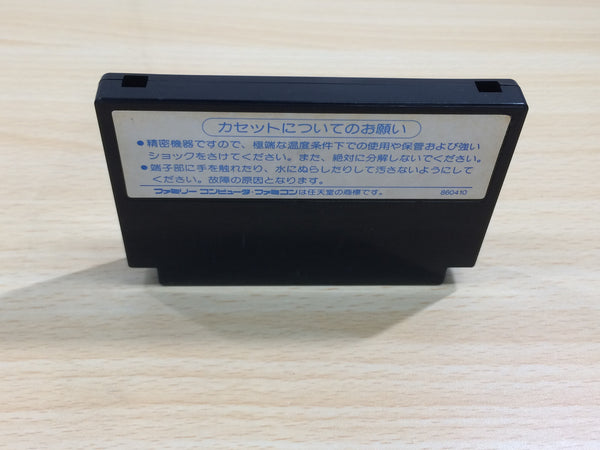 カセットについてのお願い
●精密機器ですので、極端な温度条件下での使用や保管および強い
ショックをさけてください。また、絶対に分解しないでください。
●端子部に手を触れたり、水にぬらしたりして汚さないようにして
ください。故障の原因となります。
ファミリー コンピュータ・ファミコンは任天堂の商標です。 860410